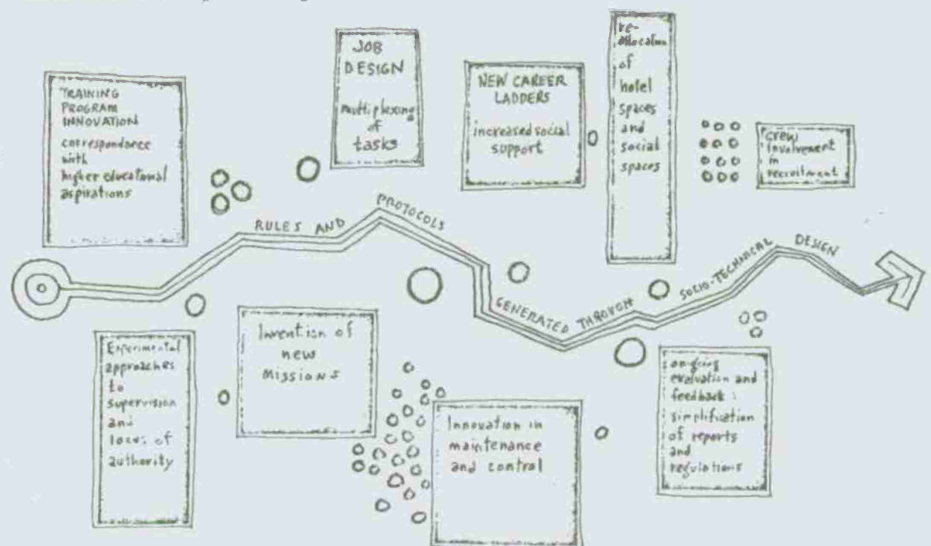 TRAINING
PROGRAM
INNOVATION
correspondance
with
higher educational
aspirations
JOB
DESIGN
multiplexing
of
tasks
NEW CAREER
LADDERS
increased social
support
re-
allocation
of
hotel
spaces
and
social
spaces
crew
involvement
in
recruitment
RULES AND PROTOCOLS GENERATED THROUGH SOCIO-TECHNICAL DESIGN
Experimental
approaches
to
supervision
and
locus of
authority
Invention of
new
Missions
Innovation in
maintenance
and control
ongoing
evaluation and
feedback:
simplification
of reports
and
regulations